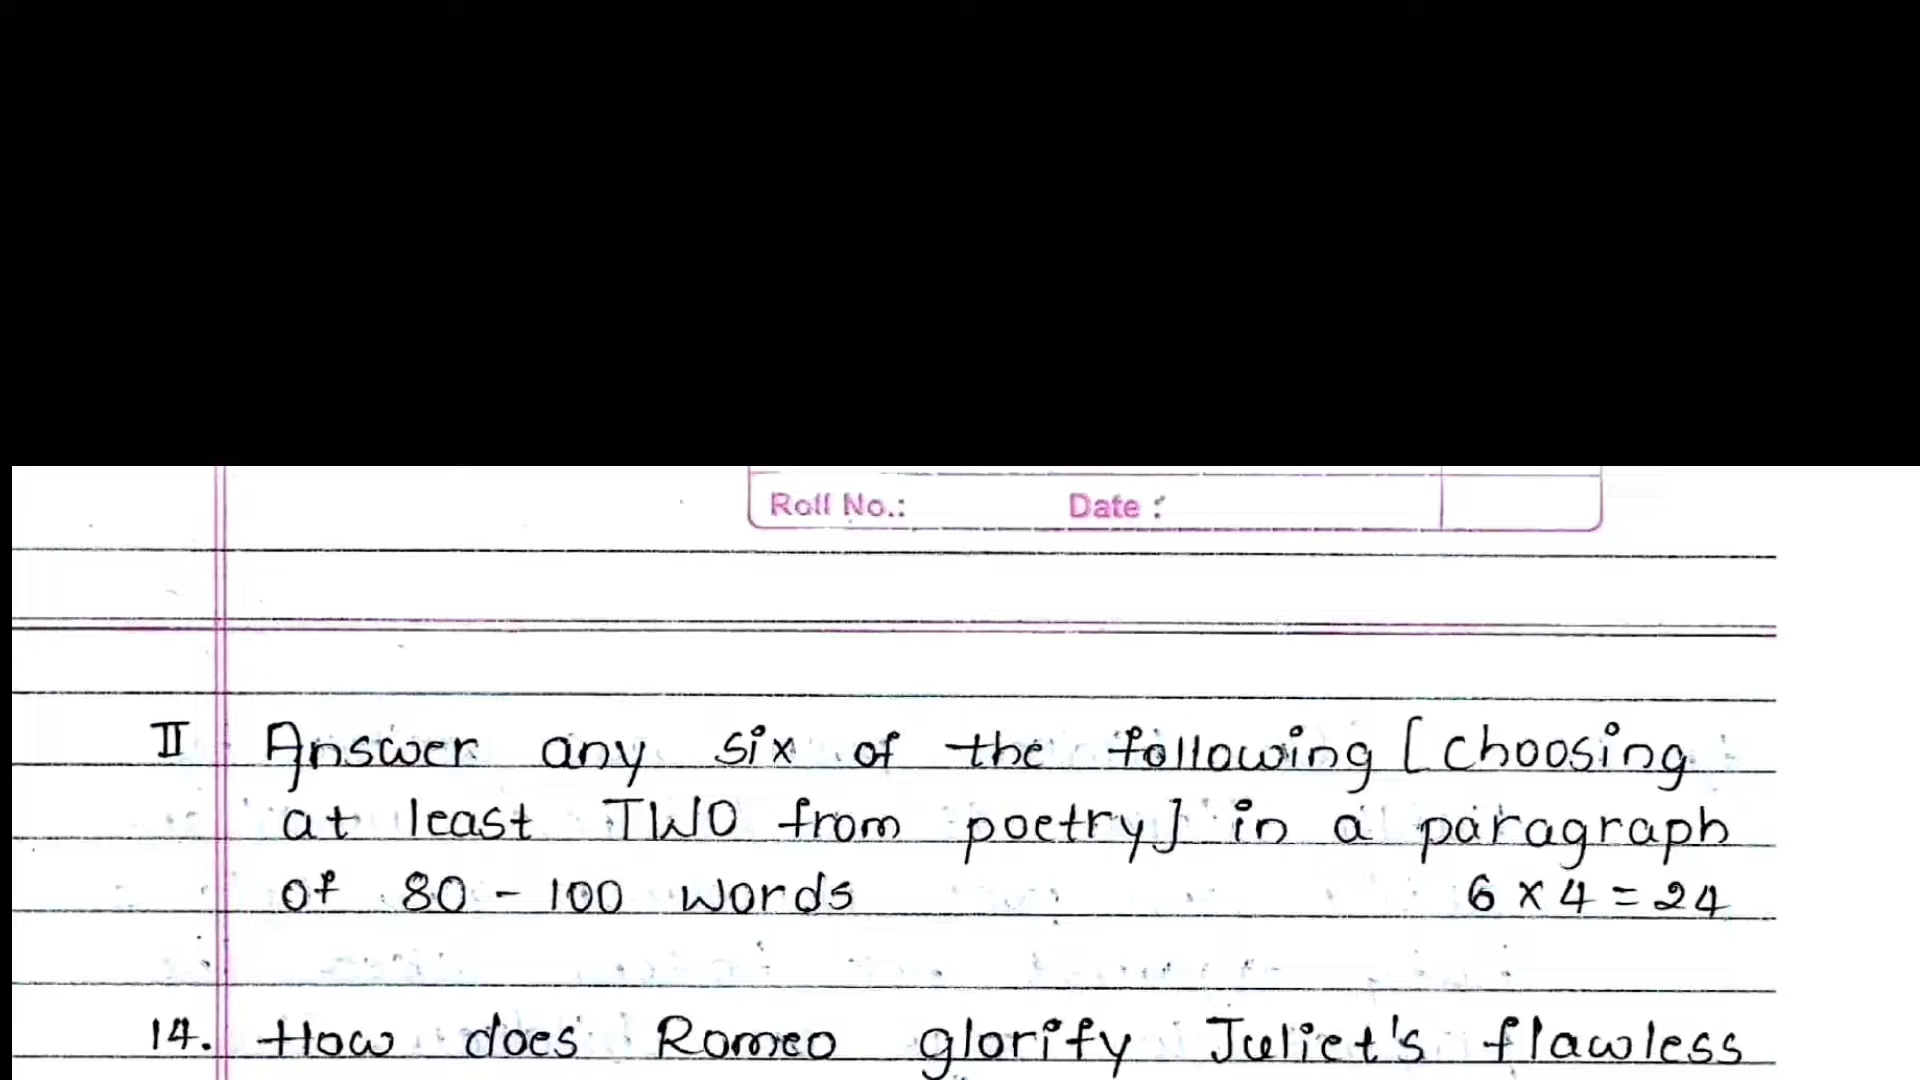 Roll No.: Date :
II Answer any six of the following [choosing
at least TWO from poetry] in a paragraph
of 80 - 100 words 6 x 4 = 24
14. How does Romeo glorify Juliet's flawless